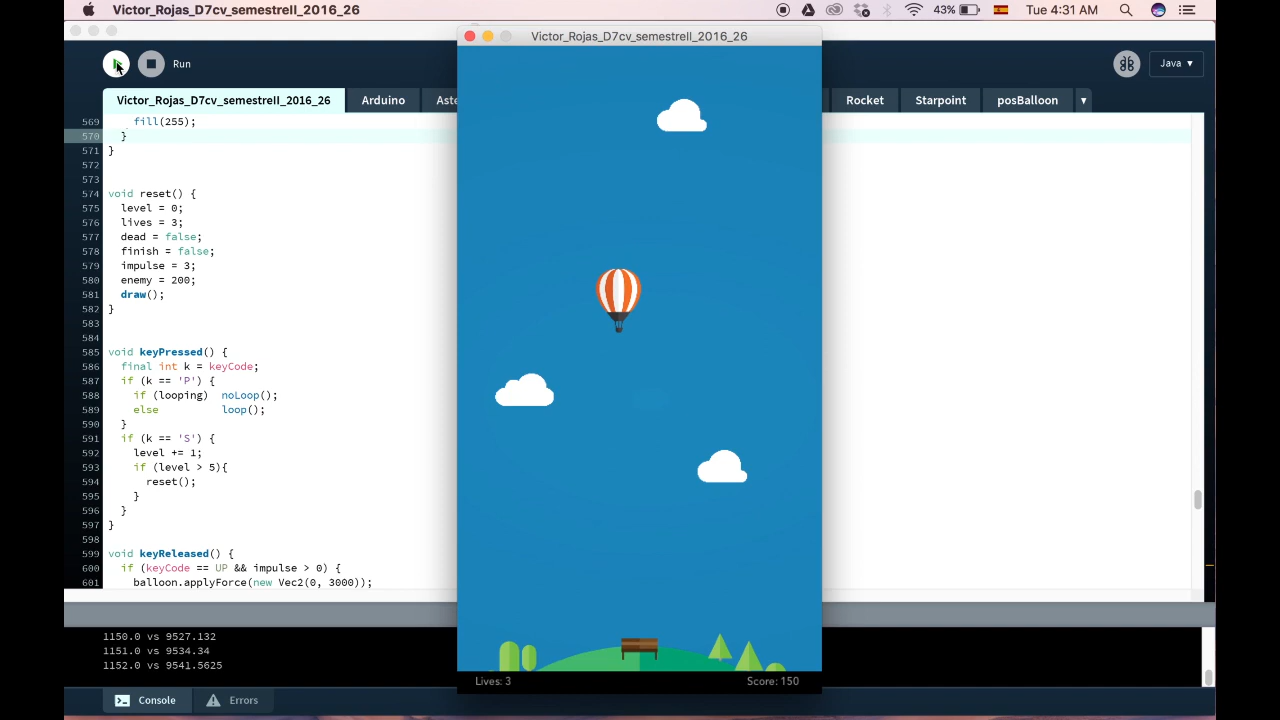 Victor_Rojas_D7cv_semestreII_2016_26
43%
Tue 4:31 AM
Victor_Rojas_D7cv_semestreII_2016_26
Run
Java ▾
Victor_Rojas_D7cv_semestreII_2016_26
Arduino
Aste
Rocket
Starpoint
posBalloon
▾
569 fill(255);
570 }
571 }
572
573
574 void reset() {
575 level = 0;
576 lives = 3;
577 dead = false;
578 finish = false;
579 impulse = 3;
580 enemy = 200;
581 draw();
582 }
583
584
585 void keyPressed() {
586 final int k = keyCode;
587 if (k == 'P') {
588 if (looping) noLoop();
589 else loop();
590 }
591 if (k == 'S') {
592 level += 1;
593 if (level > 5){
594 reset();
595 }
596 }
597 }
598
599 void keyReleased() {
600 if (keyCode == UP && impulse > 0) {
601 balloon.applyForce(new Vec2(0, 3000));
1150.0 vs 9527.132
1151.0 vs 9534.34
1152.0 vs 9541.5625
Lives: 3
Score: 150
Console
Errors